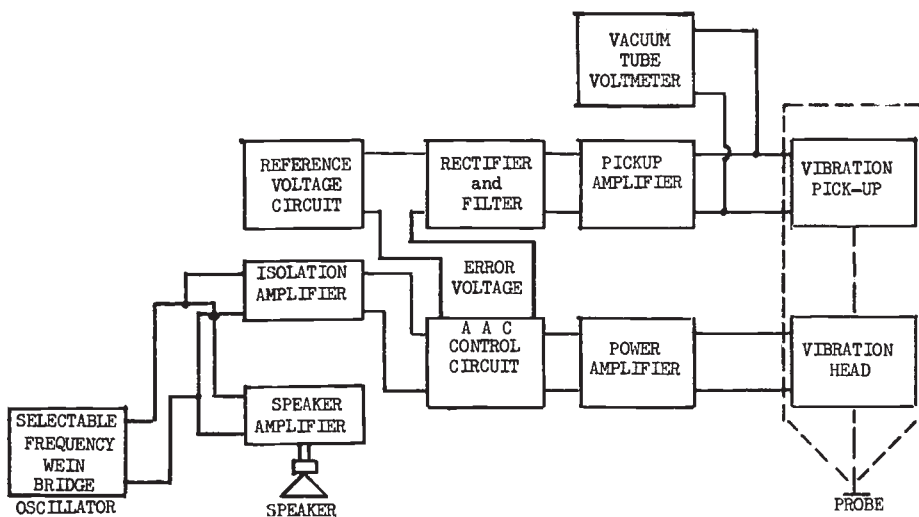 VACUUM
TUBE
VOLTMETER
REFERENCE
VOLTAGE
CIRCUIT
RECTIFIER
and
FILTER
PICKUP
AMPLIFIER
VIBRATION
PICK-UP
ISOLATION
AMPLIFIER
ERROR
VOLTAGE
A A C
CONTROL
CIRCUIT
POWER
AMPLIFIER
VIBRATION
HEAD
SPEAKER
AMPLIFIER
SELECTABLE
FREQUENCY
WEIN
BRIDGE
OSCILLATOR
SPEAKER
PROBE